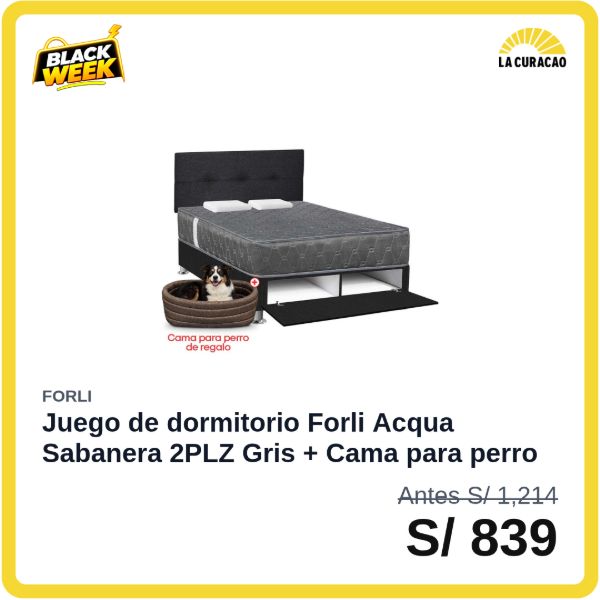 BLACK
WEEK
LA CURACAO
+
Cama para perro
de regalo
FORLI
Juego de dormitorio Forli Acqua
Sabanera 2PLZ Gris + Cama para perro
Antes S/ 1,214
S/ 839